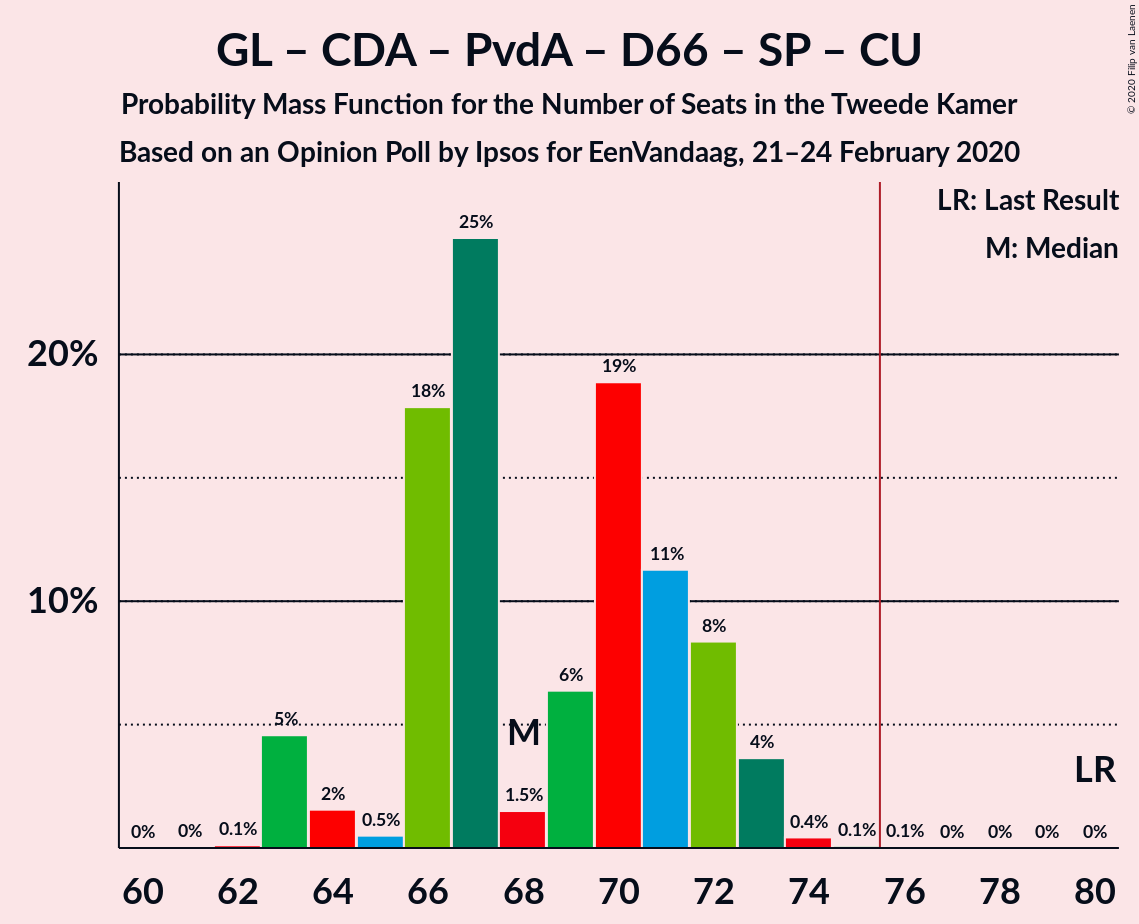 GL – CDA – PvdA – D66 – SP – CU
Probability Mass Function for the Number of Seats in the Tweede Kamer
Based on an Opinion Poll by Ipsos for EenVandaag, 21–24 February 2020
© 2020 Filip van Laenen
LR: Last Result
M: Median
25%
20%
19%
18%
11%
10%
8%
6%
5%
M
4%
LR
2%
1.5%
0.5%
0.4%
0% 0% 0.1% 0.1% 0.1% 0% 0% 0% 0%
60 62 64 66 68 70 72 74 76 78 80